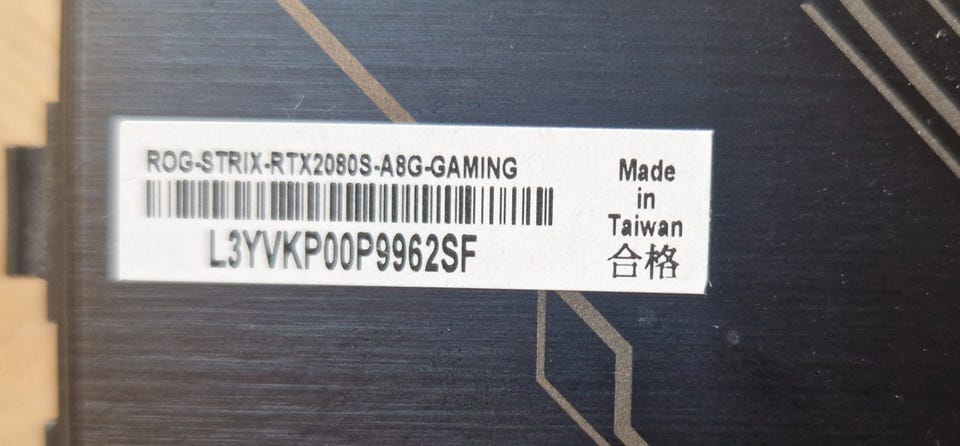 ROG-STRIX-RTX2080S-A8G-GAMING
L3YVKP00P9962SF
Made
in
Taiwan
合格